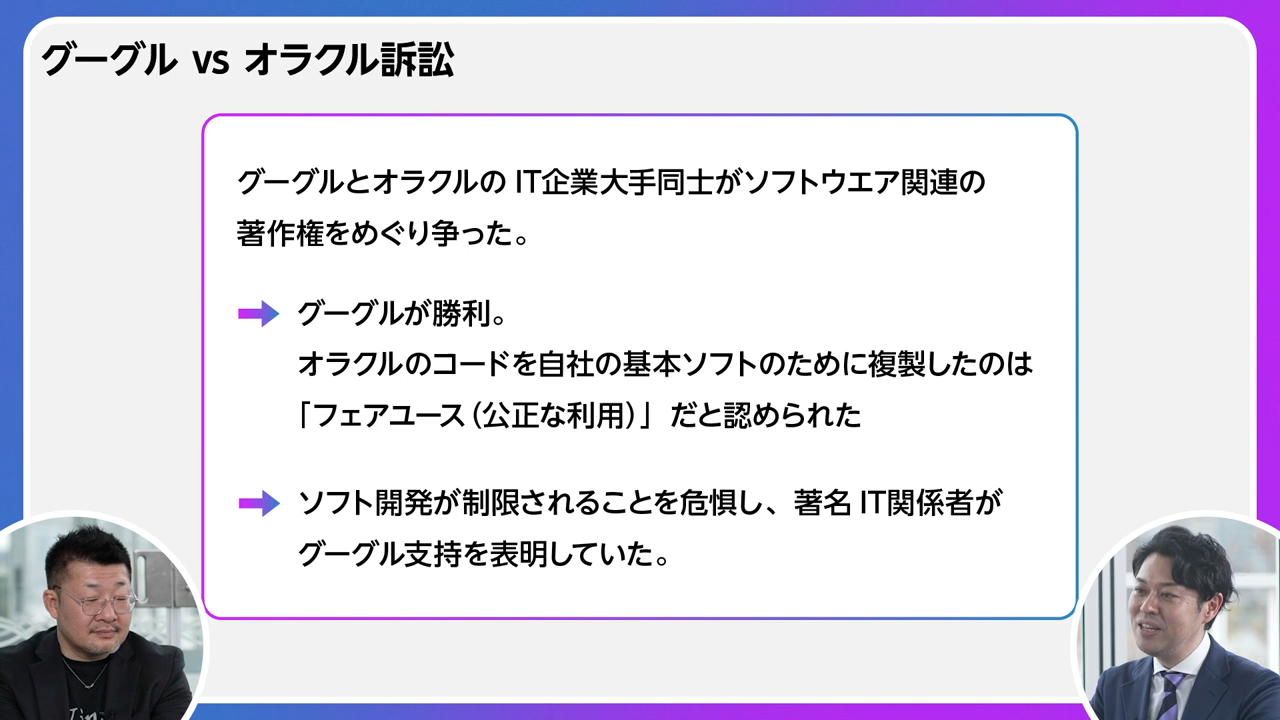 グーグル vs オラクル訴訟
グーグルとオラクルの IT企業大手同士がソフトウエア関連の
著作権をめぐり争った。
グーグルが勝利。
オラクルのコードを自社の基本ソフトのために複製したのは
「フェアユース（公正な利用）」だと認められた
ソフト開発が制限されることを危惧し、著名 IT関係者が
グーグル支持を表明していた。